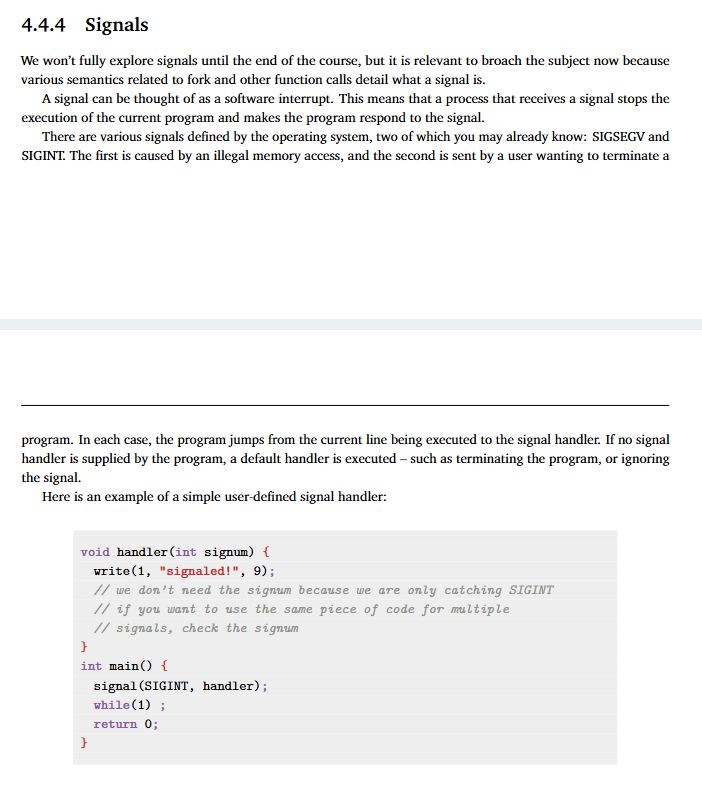 4.4.4 Signals
We won't fully explore signals until the end of the course, but it is relevant to broach the subject now because
various semantics related to fork and other function calls detail what a signal is.
A signal can be thought of as a software interrupt. This means that a process that receives a signal stops the
execution of the current program and makes the program respond to the signal.
There are various signals defined by the operating system, two of which you may already know: SIGSEGV and
SIGINT. The first is caused by an illegal memory access, and the second is sent by a user wanting to terminate a
program. In each case, the program jumps from the current line being executed to the signal handler. If no signal
handler is supplied by the program, a default handler is executed – such as terminating the program, or ignoring
the signal.
Here is an example of a simple user-defined signal handler:
void handler(int signum) {
  write(1, "signaled!", 9);
  // we don't need the signum because we are only catching SIGINT
  // if you want to use the same piece of code for multiple
  // signals, check the signum
}
int main() {
  signal(SIGINT, handler);
  while(1) ;
  return 0;
}